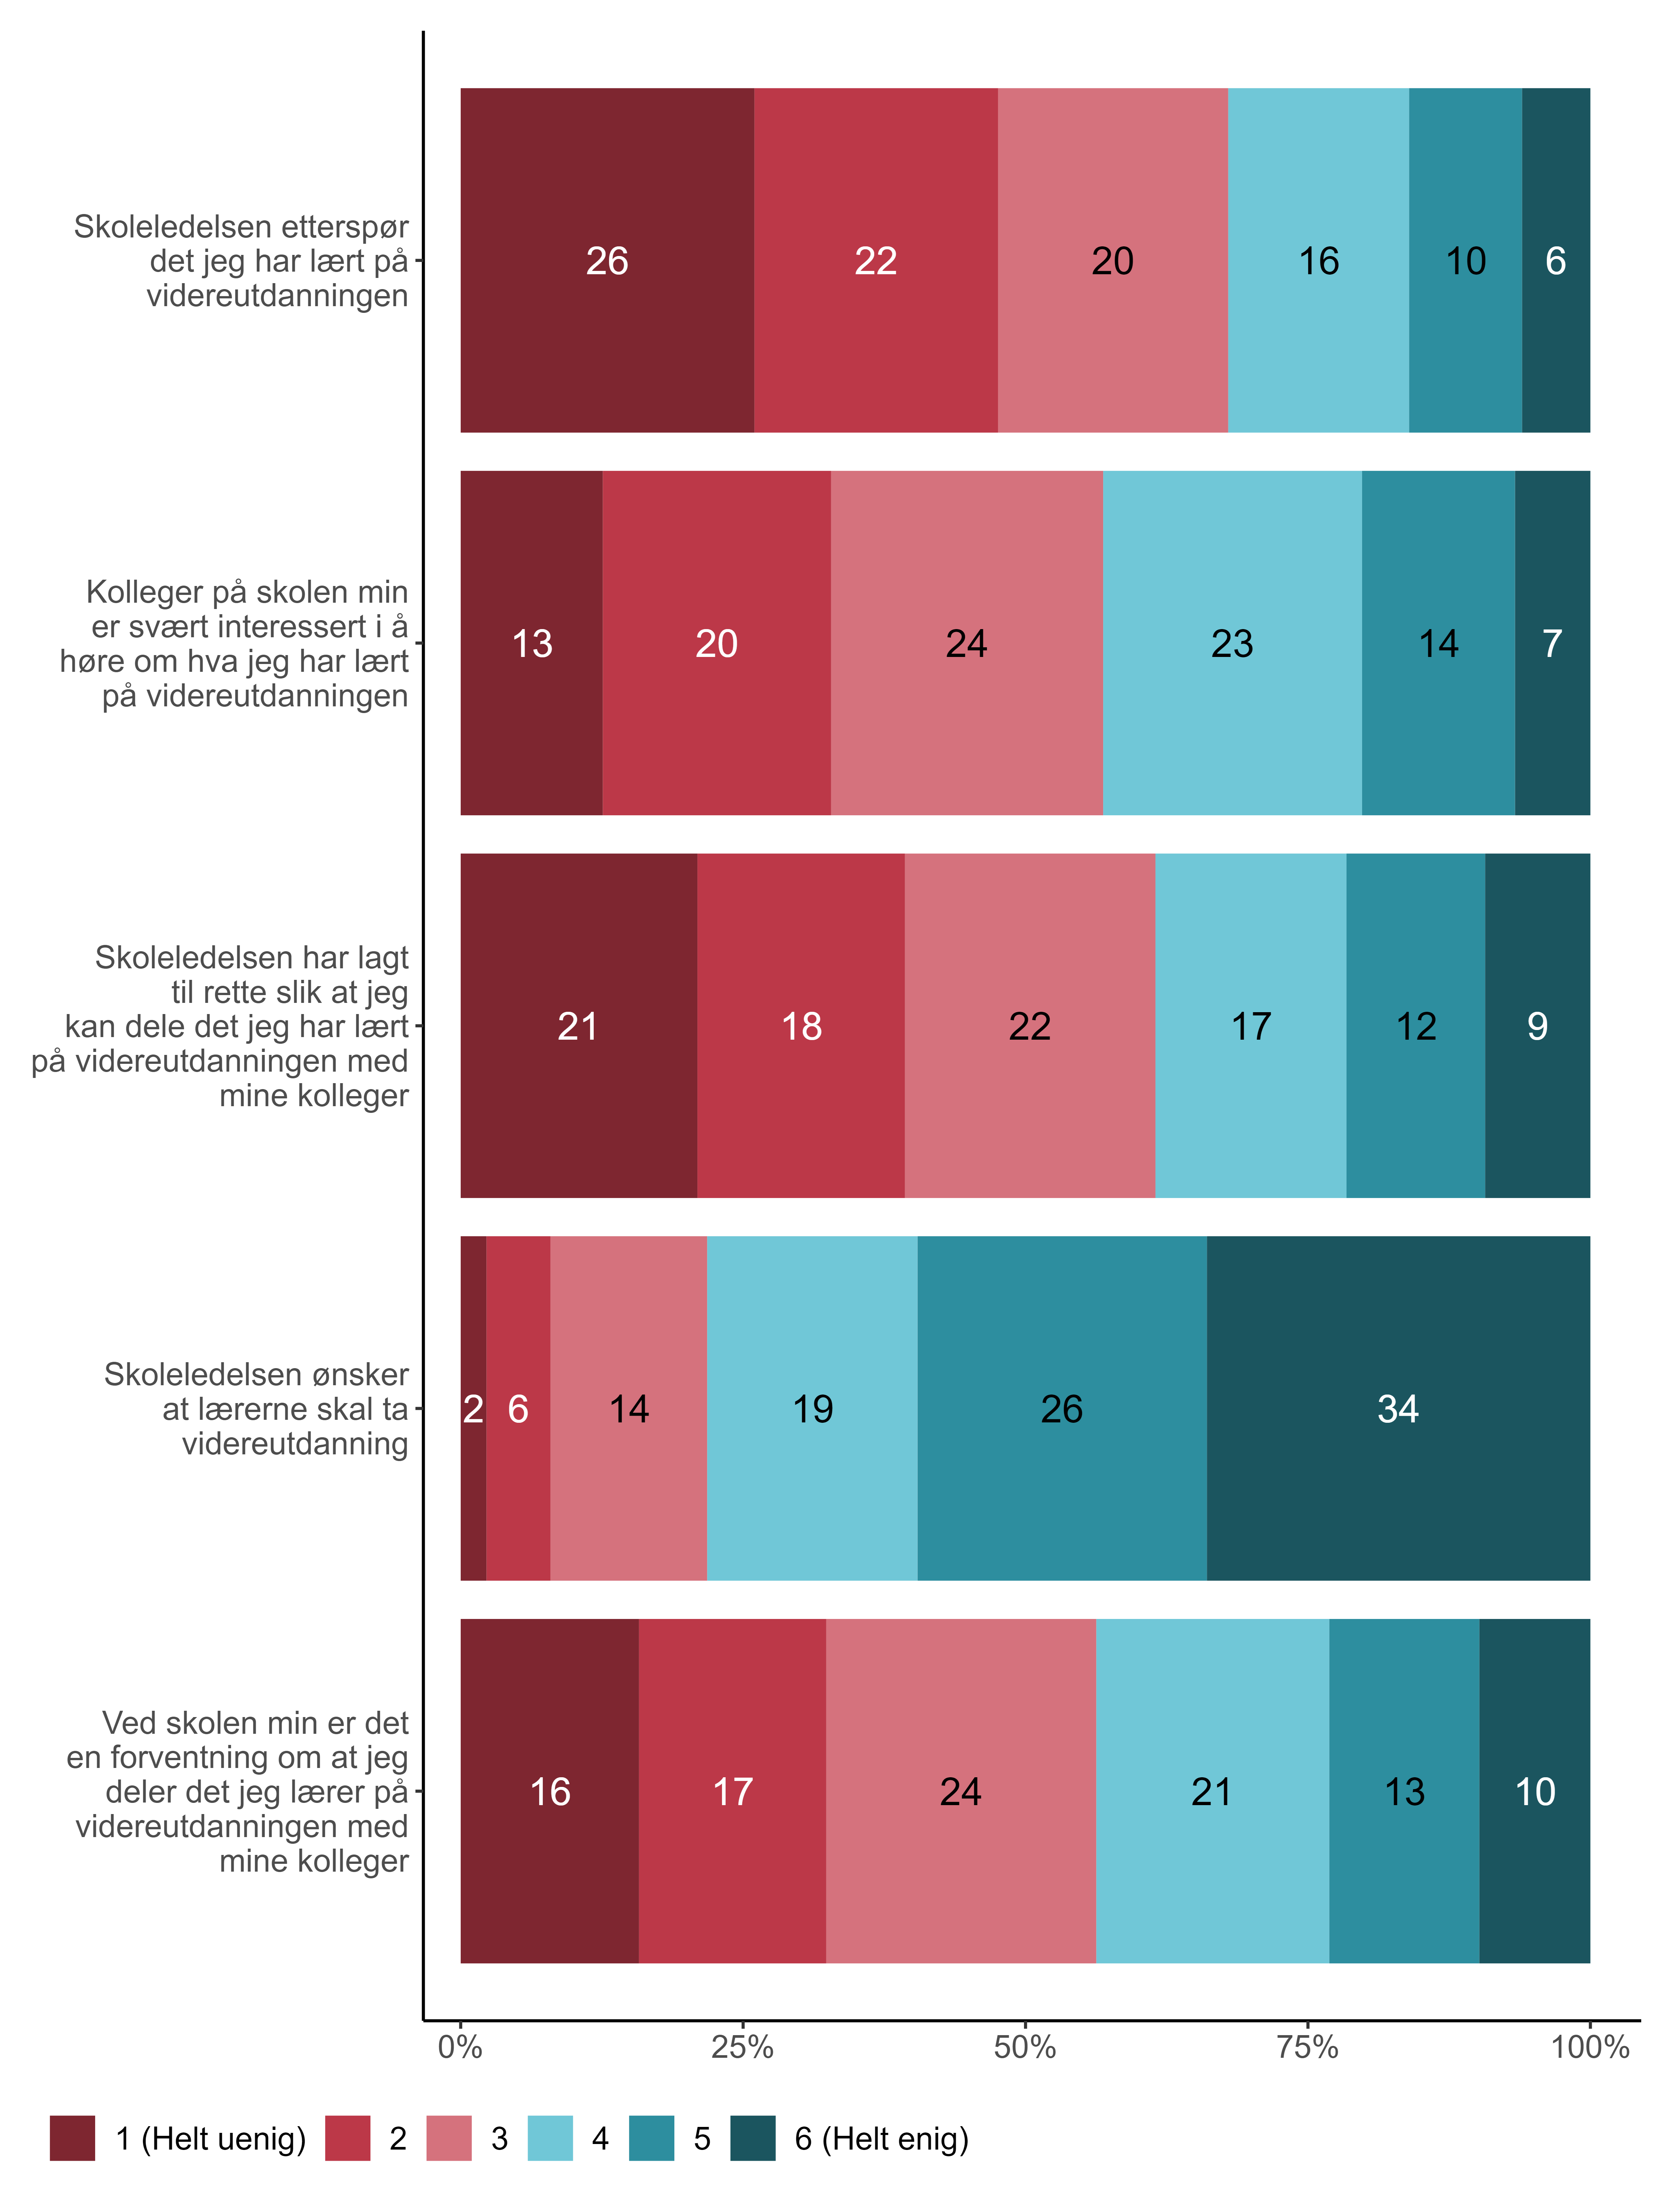 Skoleledelsen etterspør
det jeg har lært på
videreutdanningen
26 22 20 16 10 6
Kolleger på skolen min
er svært interessert i å
høre om hva jeg har lært
på videreutdanningen
13 20 24 23 14 7
Skoleledelsen har lagt
til rette slik at jeg
kan dele det jeg har lært
på videreutdanningen med
mine kolleger
21 18 22 17 12 9
Skoleledelsen ønsker
at lærerne skal ta
videreutdanning
2 6 14 19 26 34
Ved skolen min er det
en forventning om at jeg
deler det jeg lærer på
videreutdanningen med
mine kolleger
16 17 24 21 13 10
0% 25% 50% 75% 100%
1 (Helt uenig) 2 3 4 5 6 (Helt enig)